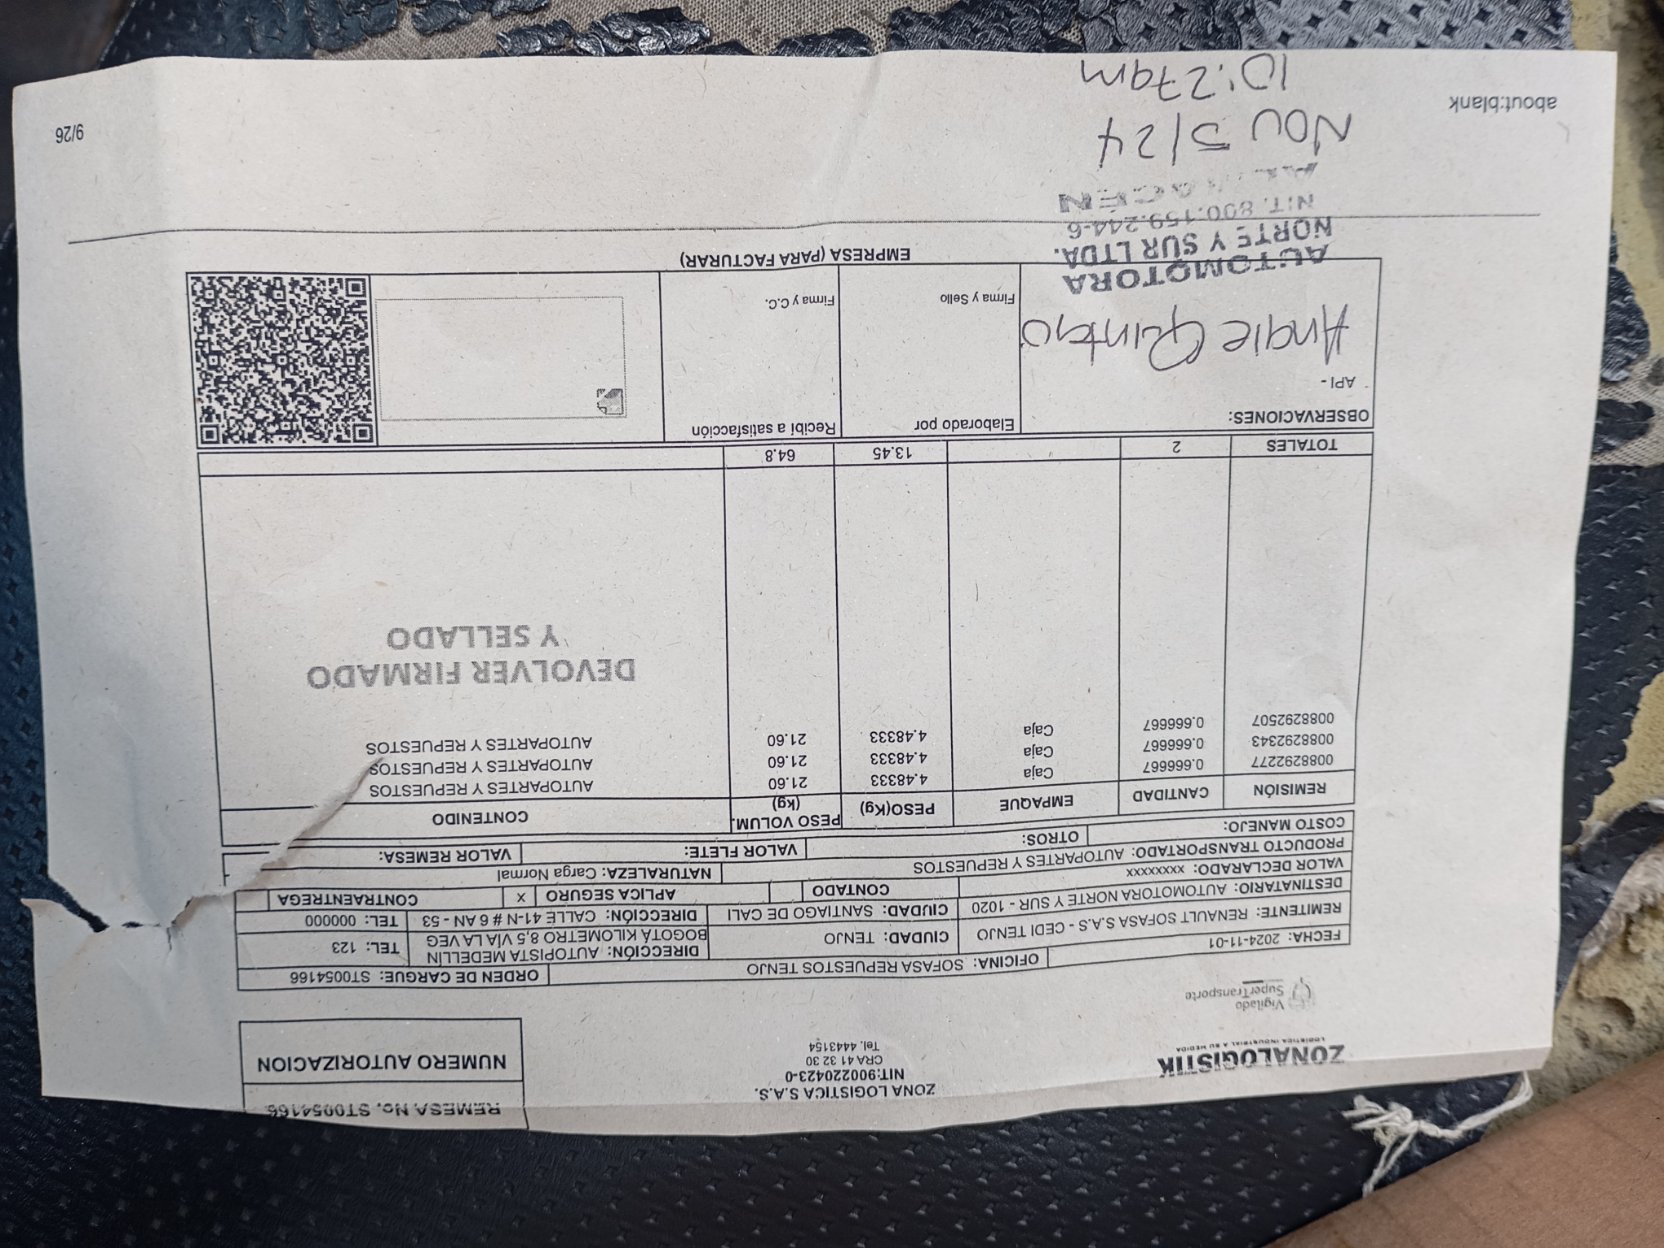 REMESA No. ST0054166
ZONALOGISTIK
LOGISTICA INDUSTRIAL A SU MEDIDA
ZONA LOGISTICA S.A.S.
NIT:900220423-0
CRA 41 32 30
Tel. 4443154
NUMERO AUTORIZACION
Vigilado
SuperTransporte
FECHA: 2024-11-01 OFICINA: SOFASA REPUESTOS TENJO ORDEN DE CARGUE: ST0054166
REMITENTE: RENAULT SOFASA S.A.S - CEDI TENJO CIUDAD: TENJO DIRECCIÓN: AUTOPISTA MEDELLIN BOGOTÁ KILOMETRO 8,5 VÍA LA VEG TEL: 123
DESTINATARIO: AUTOMOTORA NORTE Y SUR - 1020 CIUDAD: SANTIAGO DE CALI DIRECCIÓN: CALLE 41-N # 6 AN - 53 TEL: 000000
VALOR DECLARADO: xxxxxxxx CONTADO APLICA SEGURO X CONTRAENTREGA
PRODUCTO TRANSPORTADO: AUTOPARTES Y REPUESTOS NATURALEZA: Carga Normal
COSTO MANEJO: OTROS: VALOR FLETE: VALOR REMESA:
REMISIÓN CANTIDAD EMPAQUE PESO(Kg) PESO VOLUM. (kg) CONTENIDO
0088292277 0.666667 Caja 4.48333 21.60 AUTOPARTES Y REPUESTOS
0088292343 0.666667 Caja 4.48333 21.60 AUTOPARTES Y REPUESTOS
0088292507 0.666667 Caja 4.48333 21.60 AUTOPARTES Y REPUESTOS
DEVOLVER FIRMADO
Y SELLADO
TOTALES 2 13.45 64.8
OBSERVACIONES: Elaborado por Recibi a satisfacción
API -
Angie Quintero
Firma y Sello Firma y C.C.
AUTOMOTORA
NORTE Y SUR LTDA.
NIT. 800.159.244-6
ALMACEN
EMPRESA (PARA FACTURAR)
Nov 5/24
10:27am
about:blank 9/26